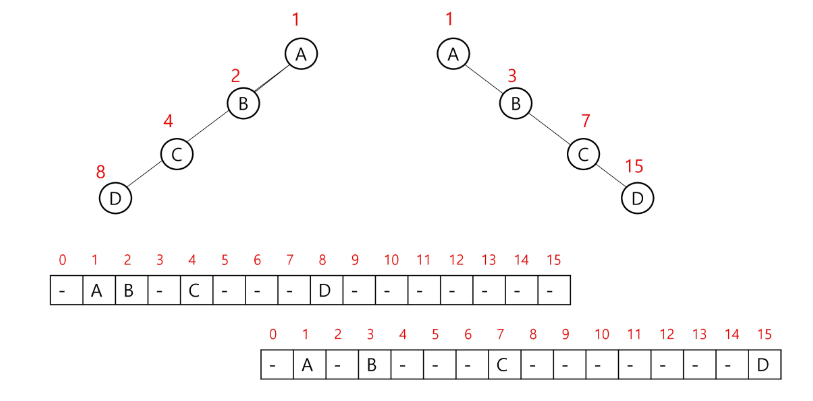 1 1
A A
2 3
B B
4 7
C C
8 15
D D
0 1 2 3 4 5 6 7 8 9 10 11 12 13 14 15
- A B - C - - - D - - - - - - -
0 1 2 3 4 5 6 7 8 9 10 11 12 13 14 15
- A - B - - - C - - - - - - - D